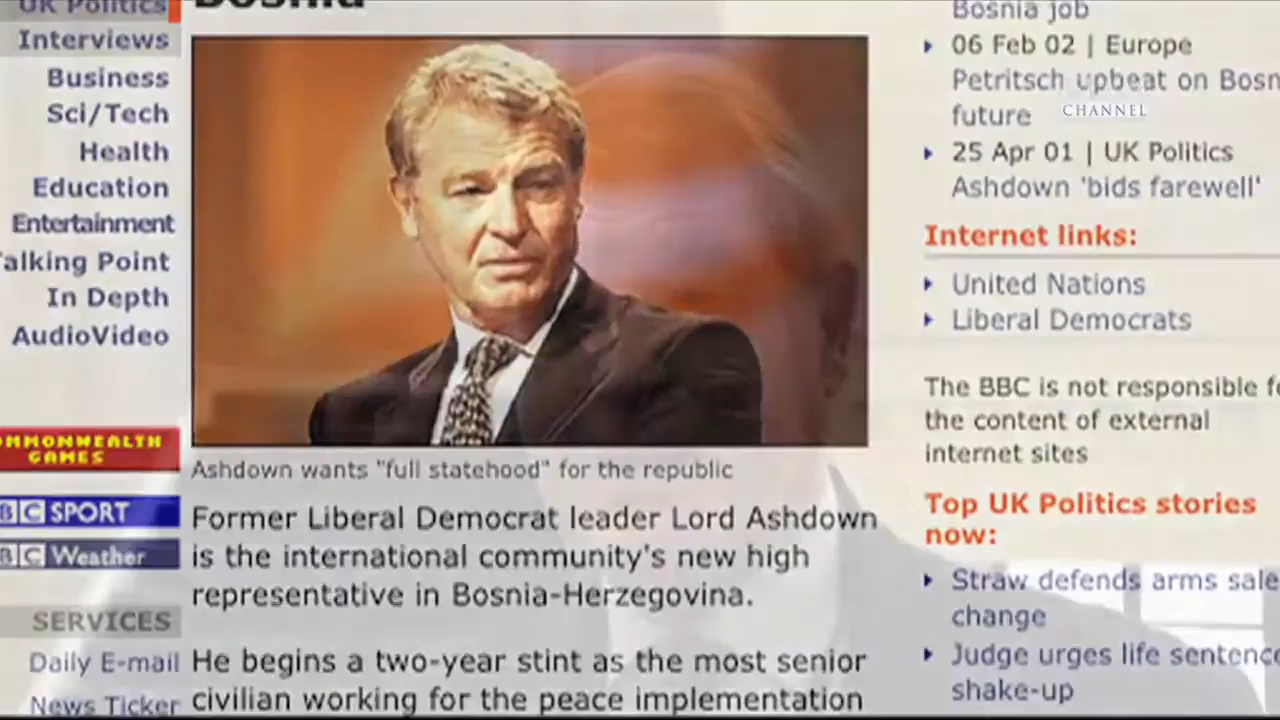 UK Politics
Interviews
Business
Sci/Tech
Health
Education
Entertainment
Talking Point
In Depth
AudioVideo
COMMONWEALTH
GAMES
BBC SPORT
BBC Weather
SERVICES
Daily E-mail
News Ticker
Bosnia
Ashdown wants "full statehood" for the republic
Former Liberal Democrat leader Lord Ashdown
is the international community's new high
representative in Bosnia-Herzegovina.
He begins a two-year stint as the most senior
civilian working for the peace implementation
Bosnia job
06 Feb 02 | Europe
Petritsch upbeat on Bosn
future
CHANNEL
25 Apr 01 | UK Politics
Ashdown 'bids farewell'
Internet links:
United Nations
Liberal Democrats
The BBC is not responsible fo
the content of external
internet sites
Top UK Politics stories
now:
Straw defends arms sale
change
Judge urges life sentenc
shake-up